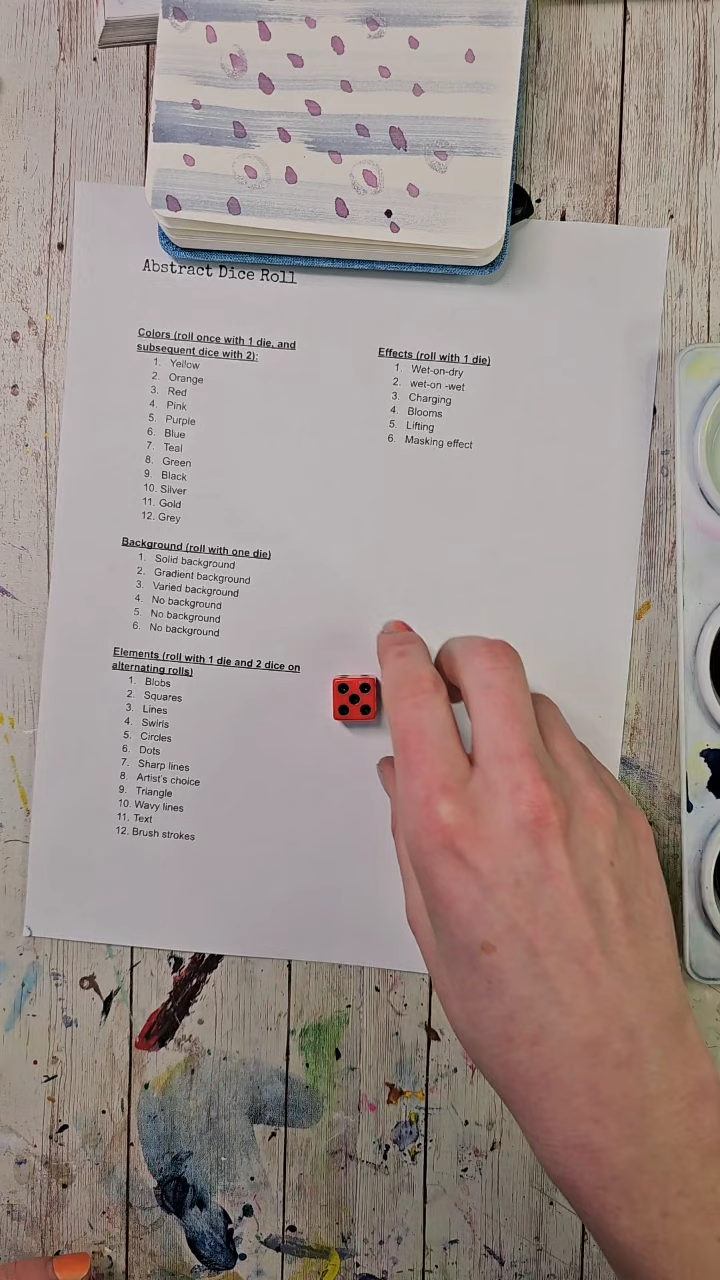 Abstract Dice Roll
Colors (roll once with 1 die, and
subsequent dice with 2):
1. Yellow
2. Orange
3. Red
4. Pink
5. Purple
6. Blue
7. Teal
8. Green
9. Black
10. Silver
11. Gold
12. Grey
Background (roll with one die)
1. Solid background
2. Gradient background
3. Varied background
4. No background
5. No background
6. No background
Elements (roll with 1 die and 2 dice on
alternating rolls)
1. Blobs
2. Squares
3. Lines
4. Swirls
5. Circles
6. Dots
7. Sharp lines
8. Artist's choice
9. Triangle
10. Wavy lines
11. Text
12. Brush strokes
Effects (roll with 1 die)
1. Wet-on-dry
2. wet-on -wet
3. Charging
4. Blooms
5. Lifting
6. Masking effect